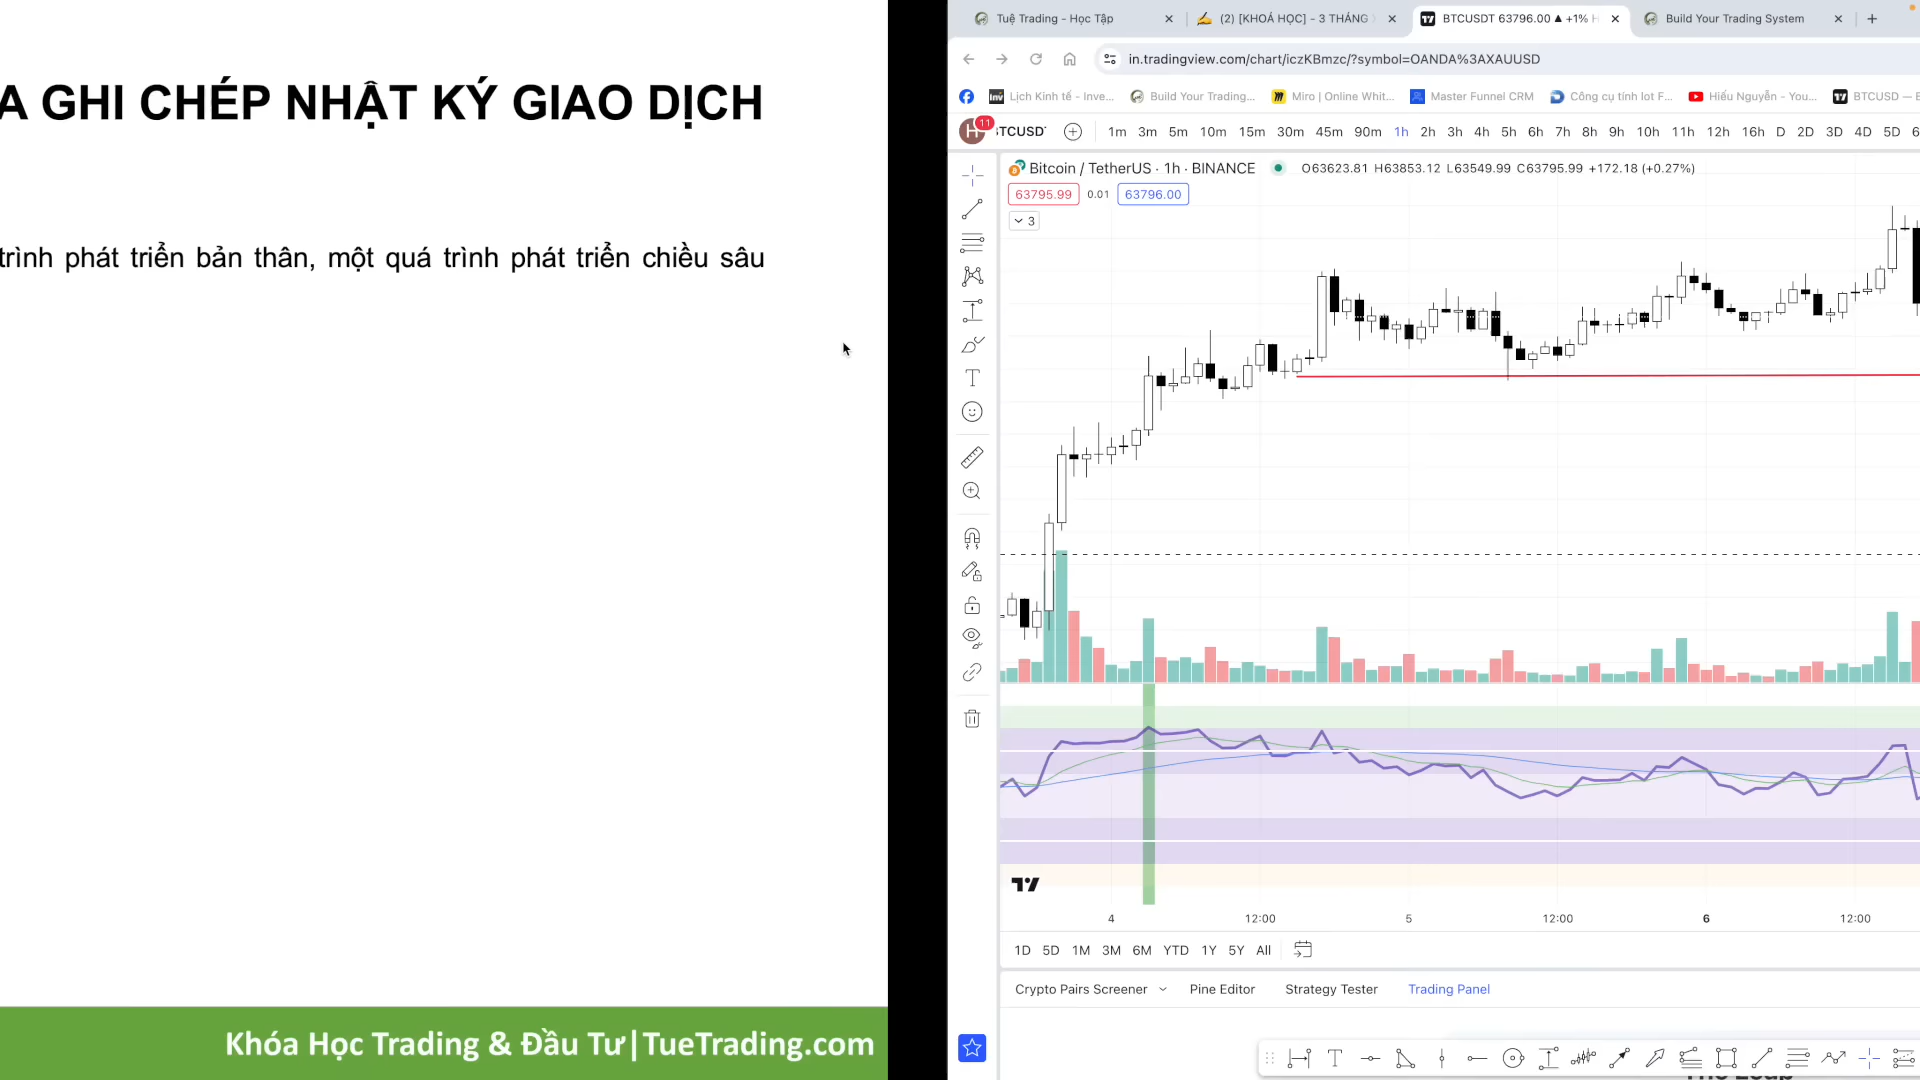 A GHI CHÉP NHẬT KÝ GIAO DỊCH
trình phát triển bản thân, một quá trình phát triển chiều sâu
Khóa Học Trading & Đầu Tư|TueTrading.com
Tuệ Trading - Học Tập
(2) [KHOÁ HỌC] - 3 THÁNG
BTCUSDT 63796.00 ▲ +1%
Build Your Trading System
in.tradingview.com/chart/iczKBmzc/?symbol=OANDA%3AXAUUSD
Lịch Kinh tế - Inve...
Build Your Trading...
Miro | Online Whit...
Master Funnel CRM
Công cụ tính lot F...
Hiếu Nguyễn - You...
BTCUSD —
H 11 BTCUSD 1m 3m 5m 10m 15m 30m 45m 90m 1h 2h 3h 4h 5h 6h 7h 8h 9h 10h 11h 12h 16h D 2D 3D 4D 5D 6
Bitcoin / TetherUS · 1h · BINANCE O63623.81 H63853.12 L63549.99 C63795.99 +172.18 (+0.27%)
63795.99 0.01 63796.00
3
4 12:00 5 12:00 6 12:00
1D 5D 1M 3M 6M YTD 1Y 5Y All
Crypto Pairs Screener Pine Editor Strategy Tester Trading Panel